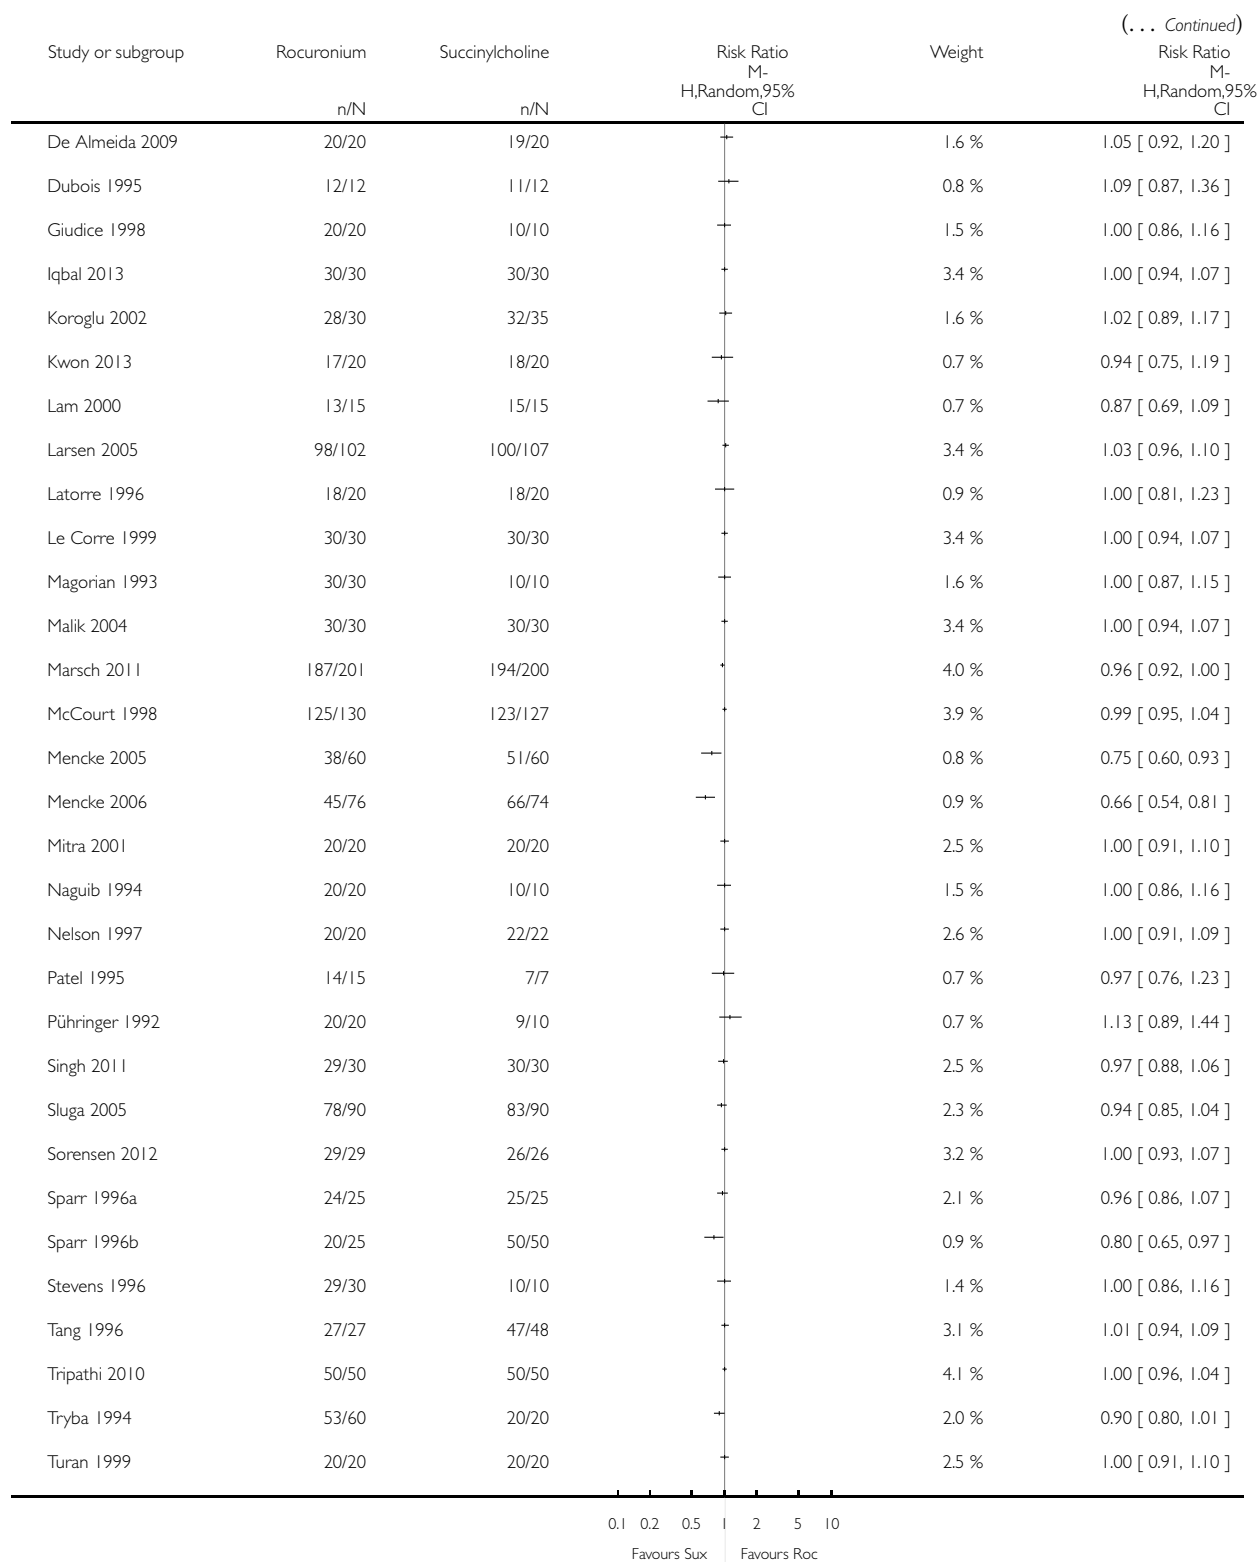 (... Continued)
Study or subgroup Rocuronium Succinylcholine Risk Ratio Weight Risk Ratio
M- M-
H,Random,95% H,Random,95%
n/N n/N CI CI
De Almeida 2009 20/20 19/20 1.6 % 1.05 [ 0.92, 1.20 ]
Dubois 1995 12/12 11/12 0.8 % 1.09 [ 0.87, 1.36 ]
Giudice 1998 20/20 10/10 1.5 % 1.00 [ 0.86, 1.16 ]
Iqbal 2013 30/30 30/30 3.4 % 1.00 [ 0.94, 1.07 ]
Koroglu 2002 28/30 32/35 1.6 % 1.02 [ 0.89, 1.17 ]
Kwon 2013 17/20 18/20 0.7 % 0.94 [ 0.75, 1.19 ]
Lam 2000 13/15 15/15 0.7 % 0.87 [ 0.69, 1.09 ]
Larsen 2005 98/102 100/107 3.4 % 1.03 [ 0.96, 1.10 ]
Latorre 1996 18/20 18/20 0.9 % 1.00 [ 0.81, 1.23 ]
Le Corre 1999 30/30 30/30 3.4 % 1.00 [ 0.94, 1.07 ]
Magorian 1993 30/30 10/10 1.6 % 1.00 [ 0.87, 1.15 ]
Malik 2004 30/30 30/30 3.4 % 1.00 [ 0.94, 1.07 ]
Marsch 2011 187/201 194/200 4.0 % 0.96 [ 0.92, 1.00 ]
McCourt 1998 125/130 123/127 3.9 % 0.99 [ 0.95, 1.04 ]
Mencke 2005 38/60 51/60 0.8 % 0.75 [ 0.60, 0.93 ]
Mencke 2006 45/76 66/74 0.9 % 0.66 [ 0.54, 0.81 ]
Mitra 2001 20/20 20/20 2.5 % 1.00 [ 0.91, 1.10 ]
Naguib 1994 20/20 10/10 1.5 % 1.00 [ 0.86, 1.16 ]
Nelson 1997 20/20 22/22 2.6 % 1.00 [ 0.91, 1.09 ]
Patel 1995 14/15 7/7 0.7 % 0.97 [ 0.76, 1.23 ]
Pühringer 1992 20/20 9/10 0.7 % 1.13 [ 0.89, 1.44 ]
Singh 2011 29/30 30/30 2.5 % 0.97 [ 0.88, 1.06 ]
Sluga 2005 78/90 83/90 2.3 % 0.94 [ 0.85, 1.04 ]
Sorensen 2012 29/29 26/26 3.2 % 1.00 [ 0.93, 1.07 ]
Sparr 1996a 24/25 25/25 2.1 % 0.96 [ 0.86, 1.07 ]
Sparr 1996b 20/25 50/50 0.9 % 0.80 [ 0.65, 0.97 ]
Stevens 1996 29/30 10/10 1.4 % 1.00 [ 0.86, 1.16 ]
Tang 1996 27/27 47/48 3.1 % 1.01 [ 0.94, 1.09 ]
Tripathi 2010 50/50 50/50 4.1 % 1.00 [ 0.96, 1.04 ]
Tryba 1994 53/60 20/20 2.0 % 0.90 [ 0.80, 1.01 ]
Turan 1999 20/20 20/20 2.5 % 1.00 [ 0.91, 1.10 ]
0.1 0.2 0.5 1 2 5 10
Favours Sux Favours Roc